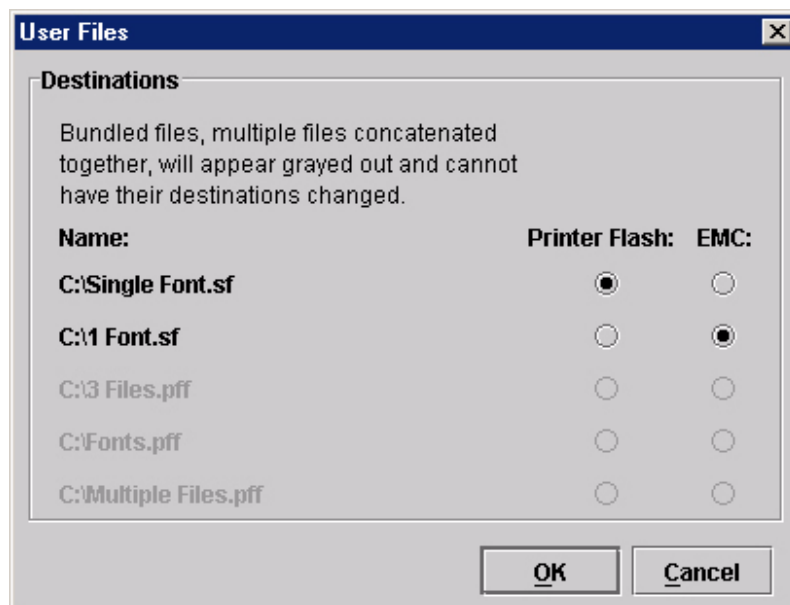 User Files
Destinations
Bundled files, multiple files concatenated
together, will appear grayed out and cannot
have their destinations changed.
Name: Printer Flash: EMC:
C:\Single Font.sf
C:\1 Font.sf
C:\3 Files.pff
C:\Fonts.pff
C:\Multiple Files.pff
OK Cancel